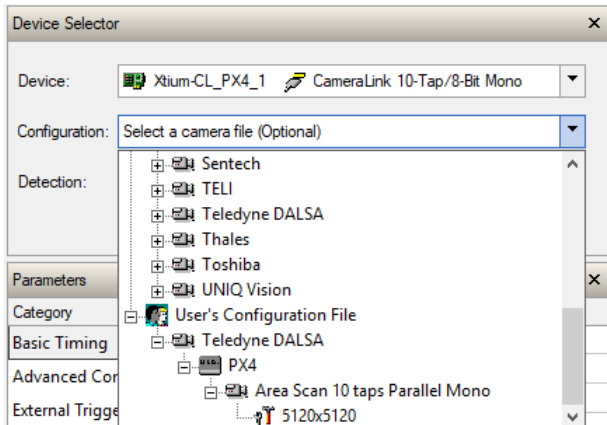 Device Selector
Device: Xtium-CL_PX4_1 CameraLink 10-Tap/8-Bit Mono
Configuration: Select a camera file (Optional)
Detection:
Sentech
TELI
Teledyne DALSA
Thales
Toshiba
UNIQ Vision
User's Configuration File
Teledyne DALSA
PX4
Area Scan 10 taps Parallel Mono
5120x5120
Parameters
Category
Basic Timing
Advanced Cor
External Trigge